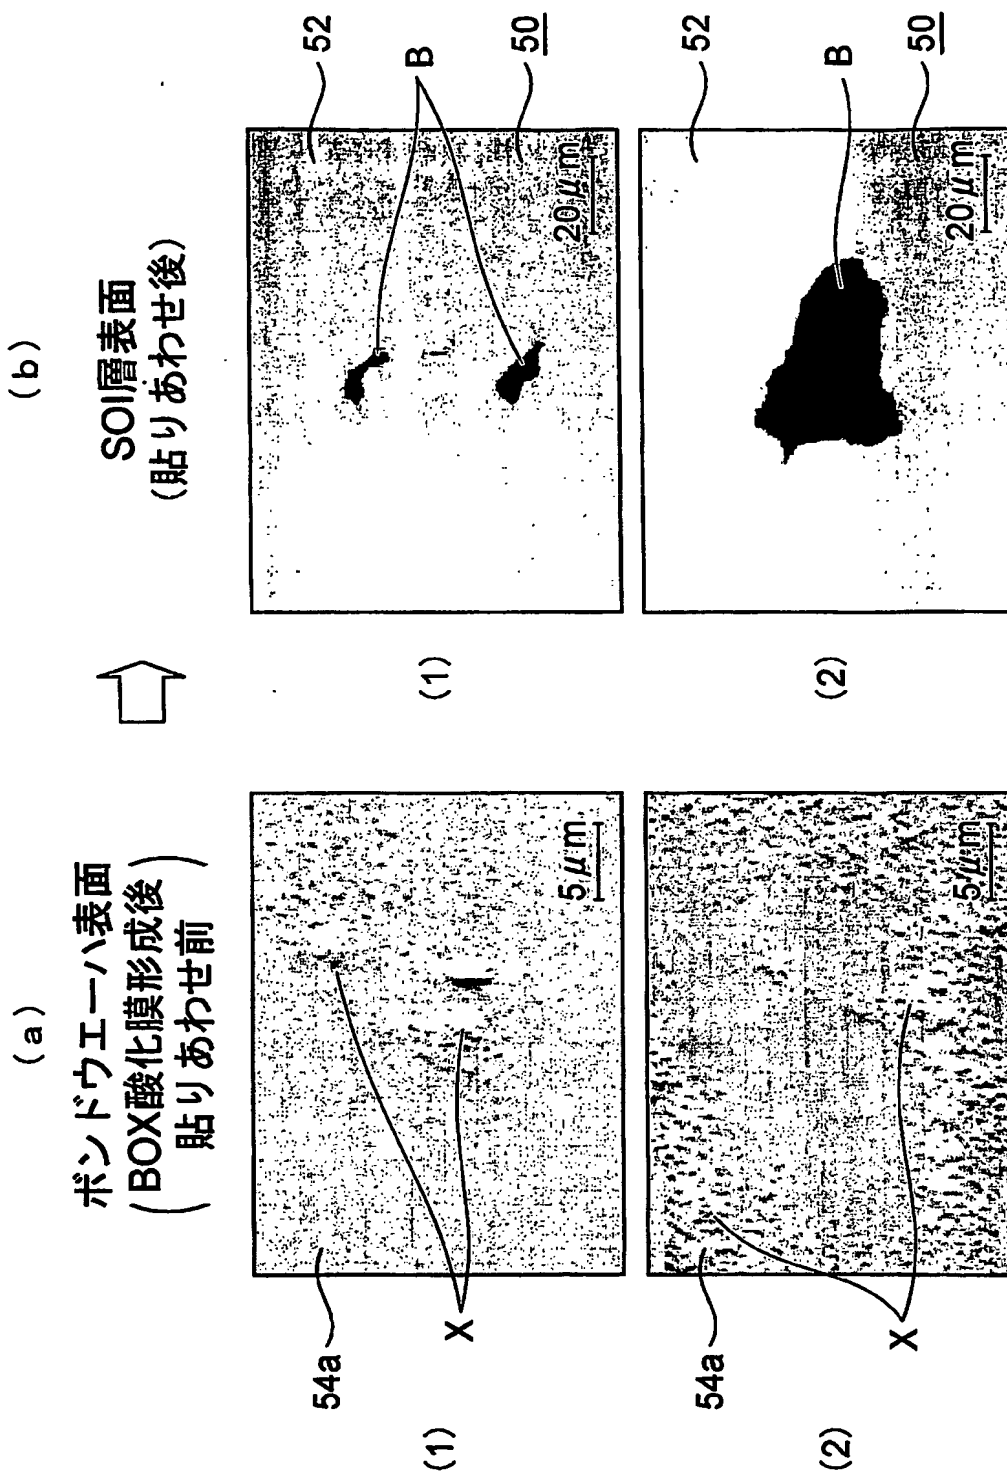 (a)
ボンドウエーハ表面
(BOX酸化膜形成後
貼りあわせ前)
(1)
54a
X
5μm
(2)
54a
X
5μm
(b)
SOI層表面
(貼りあわせ後)
(1)
52
B
50
20μm
(2)
52
B
50
20μm